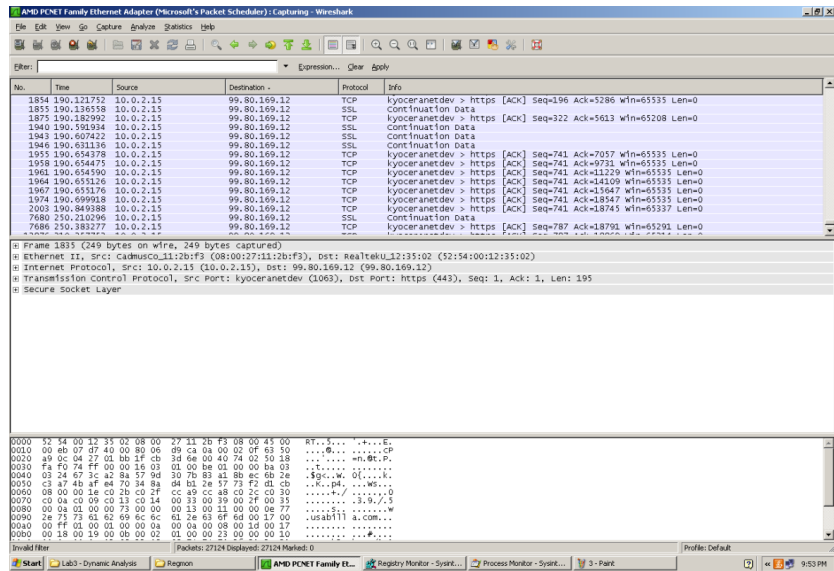 AMD PCNET Family Ethernet Adapter (Microsoft's Packet Scheduler) : Capturing - Wireshark
File Edit View Go Capture Analyze Statistics Help
Filter: Expression... Clear Apply
No. Time Source Destination Protocol Info
1854 190.121752 10.0.2.15 99.80.169.12 TCP kyoceranetdev > https [ACK] Seq=196 Ack=5286 Win=65535 Len=0
1855 190.136558 10.0.2.15 99.80.169.12 SSL Continuation Data
1875 190.182992 10.0.2.15 99.80.169.12 TCP kyoceranetdev > https [ACK] Seq=322 Ack=5613 Win=65208 Len=0
1940 190.591934 10.0.2.15 99.80.169.12 SSL Continuation Data
1943 190.607422 10.0.2.15 99.80.169.12 SSL Continuation Data
1946 190.631136 10.0.2.15 99.80.169.12 SSL Continuation Data
1955 190.654378 10.0.2.15 99.80.169.12 TCP kyoceranetdev > https [ACK] Seq=741 Ack=7057 Win=65535 Len=0
1958 190.654475 10.0.2.15 99.80.169.12 TCP kyoceranetdev > https [ACK] Seq=741 Ack=9731 Win=65535 Len=0
1961 190.654590 10.0.2.15 99.80.169.12 TCP kyoceranetdev > https [ACK] Seq=741 Ack=11229 Win=65535 Len=0
1964 190.655126 10.0.2.15 99.80.169.12 TCP kyoceranetdev > https [ACK] Seq=741 Ack=14109 Win=65535 Len=0
1967 190.655176 10.0.2.15 99.80.169.12 TCP kyoceranetdev > https [ACK] Seq=741 Ack=15647 Win=65535 Len=0
1974 190.699918 10.0.2.15 99.80.169.12 TCP kyoceranetdev > https [ACK] Seq=741 Ack=18547 Win=65535 Len=0
2003 190.849388 10.0.2.15 99.80.169.12 TCP kyoceranetdev > https [ACK] Seq=741 Ack=18745 Win=65337 Len=0
7680 250.210296 10.0.2.15 99.80.169.12 SSL Continuation Data
7686 250.383277 10.0.2.15 99.80.169.12 TCP kyoceranetdev > https [ACK] Seq=787 Ack=18791 Win=65291 Len=0
Frame 1835 (249 bytes on wire, 249 bytes captured)
Ethernet II, Src: CadmusCo_11:2b:f3 (08:00:27:11:2b:f3), Dst: RealtekU_12:35:02 (52:54:00:12:35:02)
Internet Protocol, Src: 10.0.2.15 (10.0.2.15), Dst: 99.80.169.12 (99.80.169.12)
Transmission Control Protocol, Src Port: kyoceranetdev (1063), Dst Port: https (443), Seq: 1, Ack: 1, Len: 195
Secure Socket Layer
0000 52 54 00 12 35 02 08 00 27 11 2b f3 08 00 45 00 RT..5... '.+...E.
0010 00 eb 07 d7 40 00 80 06 d9 ca 0a 00 02 0f 63 50 ....@... ......cP
0020 a9 0c 04 27 01 bb 1f cb 3d 6e 00 40 74 02 50 18 ...'.... =n.@t.P.
0030 fa f0 74 ff 00 00 16 03 01 00 be 01 00 00 ba 03 ..t..... ........
0040 03 24 67 3c a2 8a 57 9d 30 7b 83 a1 8b ec 6b 2e .$g<..W. 0{....k.
0050 c3 a7 4b af e4 70 34 8a d4 b1 2e 57 73 f2 d1 cb ..K..p4. ...Ws...
0060 08 00 00 1e c0 2b c0 2f cc a9 cc a8 c0 2c c0 30 .....+./ .....,.0
0070 c0 0a c0 09 c0 13 c0 14 00 33 00 39 00 2f 00 35 ........ .3.9./.5
0080 00 0a 01 00 00 73 00 00 00 13 00 11 00 00 0e 77 .....s.. .......w
0090 2e 75 73 61 62 69 6c 6c 61 2e 63 6f 6d 00 17 00 .usabill a.com...
00a0 00 ff 01 00 01 00 00 0a 00 0a 00 08 00 1d 00 17 ........ ........
00b0 00 18 00 19 00 0b 00 02 01 00 00 23 00 00 00 10 ........ ...#....
Invalid filter Packets: 27124 Displayed: 27124 Marked: 0 Profile: Default
Start Lab3 - Dynamic Analysis Regmon AMD PCNET Family Et... Registry Monitor - Sysint... Process Monitor - Sysint... 3 - Paint 9:53 PM